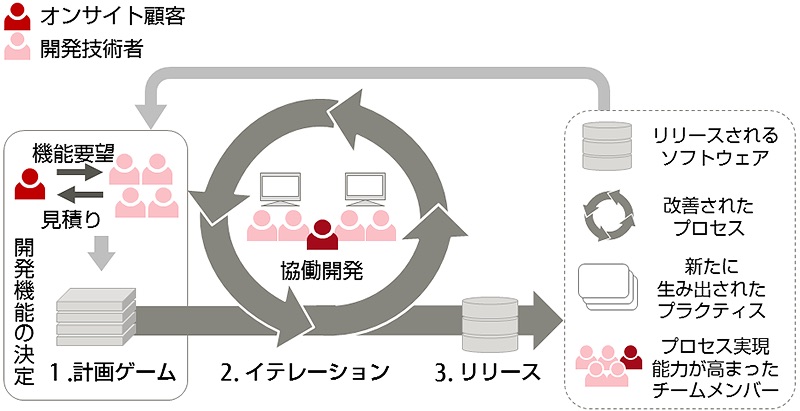 オンサイト顧客
開発技術者
機能要望
見積り
開発機能の決定
1.計画ゲーム
協働開発
2.イテレーション
3.リリース
リリースされる
ソフトウェア
改善された
プロセス
新たに
生み出された
プラクティス
プロセス実現
能力が高まった
チームメンバー